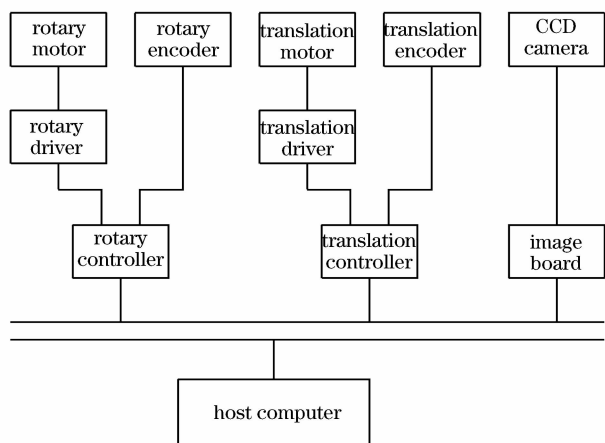 rotary
motor
rotary
encoder
translation
motor
translation
encoder
CCD
camera
rotary
driver
translation
driver
rotary
controller
translation
controller
image
board
host computer